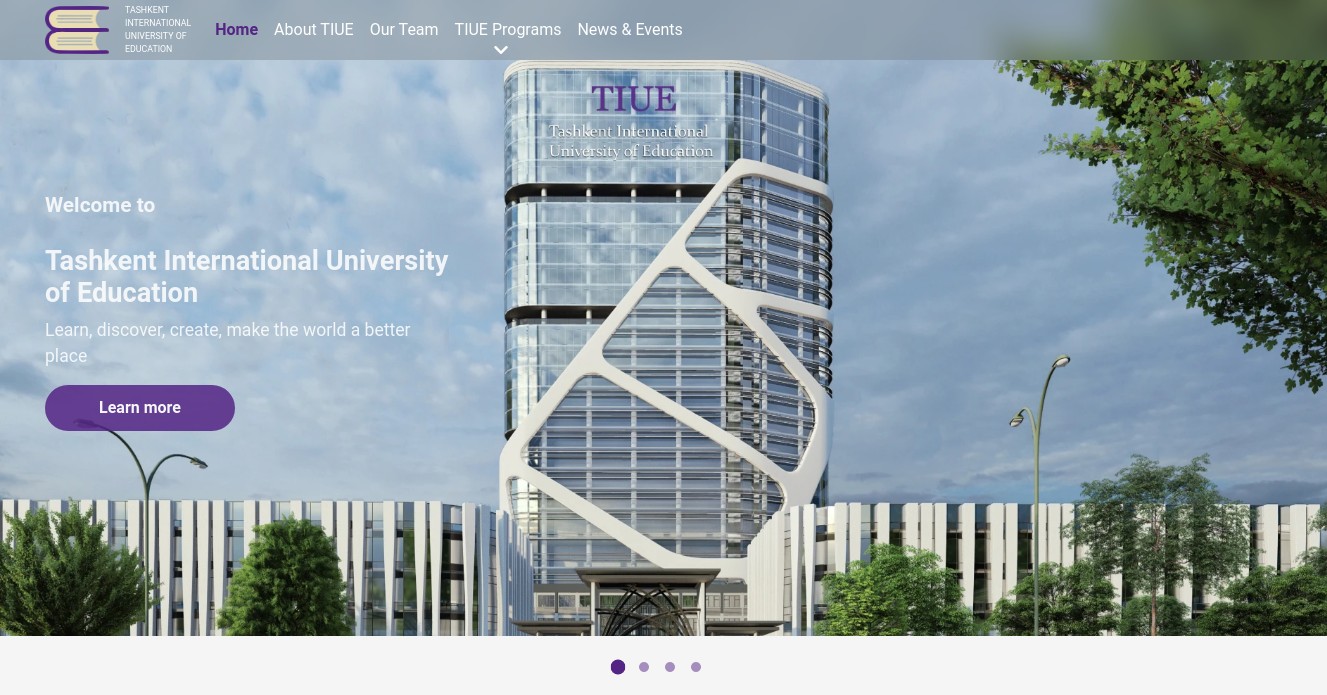 TASHKENT
INTERNATIONAL
UNIVERSITY OF
EDUCATION
Home About TIUE Our Team TIUE Programs News & Events
TIUE
Tashkent International
University of Education
Welcome to
Tashkent International University
of Education
Learn, discover, create, make the world a better
place
Learn more